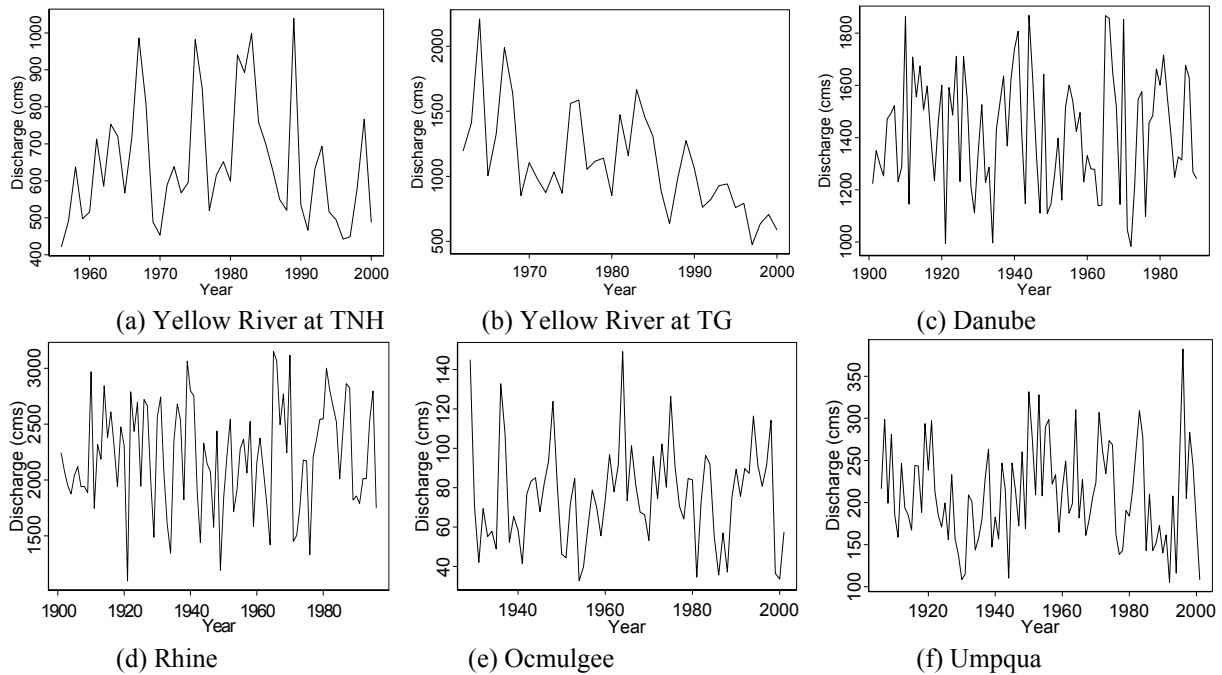 Discharge (cms)
400 500 600 700 800 900 1000
1960 1970 1980 1990 2000
Year
(a) Yellow River at TNH
Discharge (cms)
500 1000 1500 2000
1970 1980 1990 2000
Year
(b) Yellow River at TG
Discharge (cms)
1000 1200 1400 1600 1800
1900 1920 1940 1960 1980
Year
(c) Danube
Discharge (cms)
1500 2000 2500 3000
1900 1920 1940 1960 1980
Year
(d) Rhine
Discharge (cms)
40 60 80 100 120 140
1940 1960 1980 2000
Year
(e) Ocmulgee
Discharge (cms)
100 150 200 250 300 350
1920 1940 1960 1980 2000
Year
(f) Umpqua